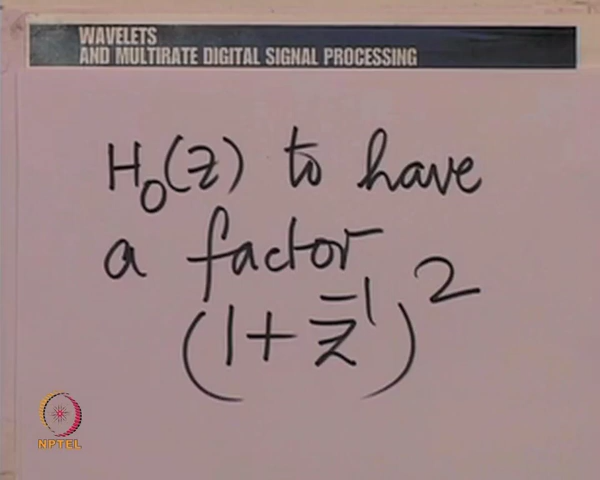 WAVELETS
AND MULTIRATE DIGITAL SIGNAL PROCESSING
H₀(z) to have
a factor
(1+z⁻¹)²
NPTEL